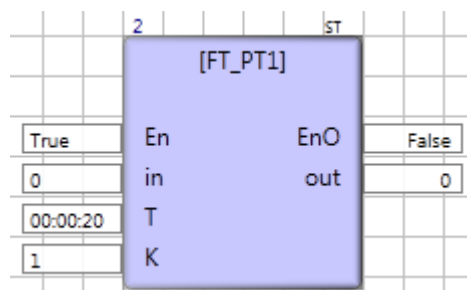 2 ST
[FT_PT1]
True En EnO False
0 in out 0
00:00:20 T
1 K